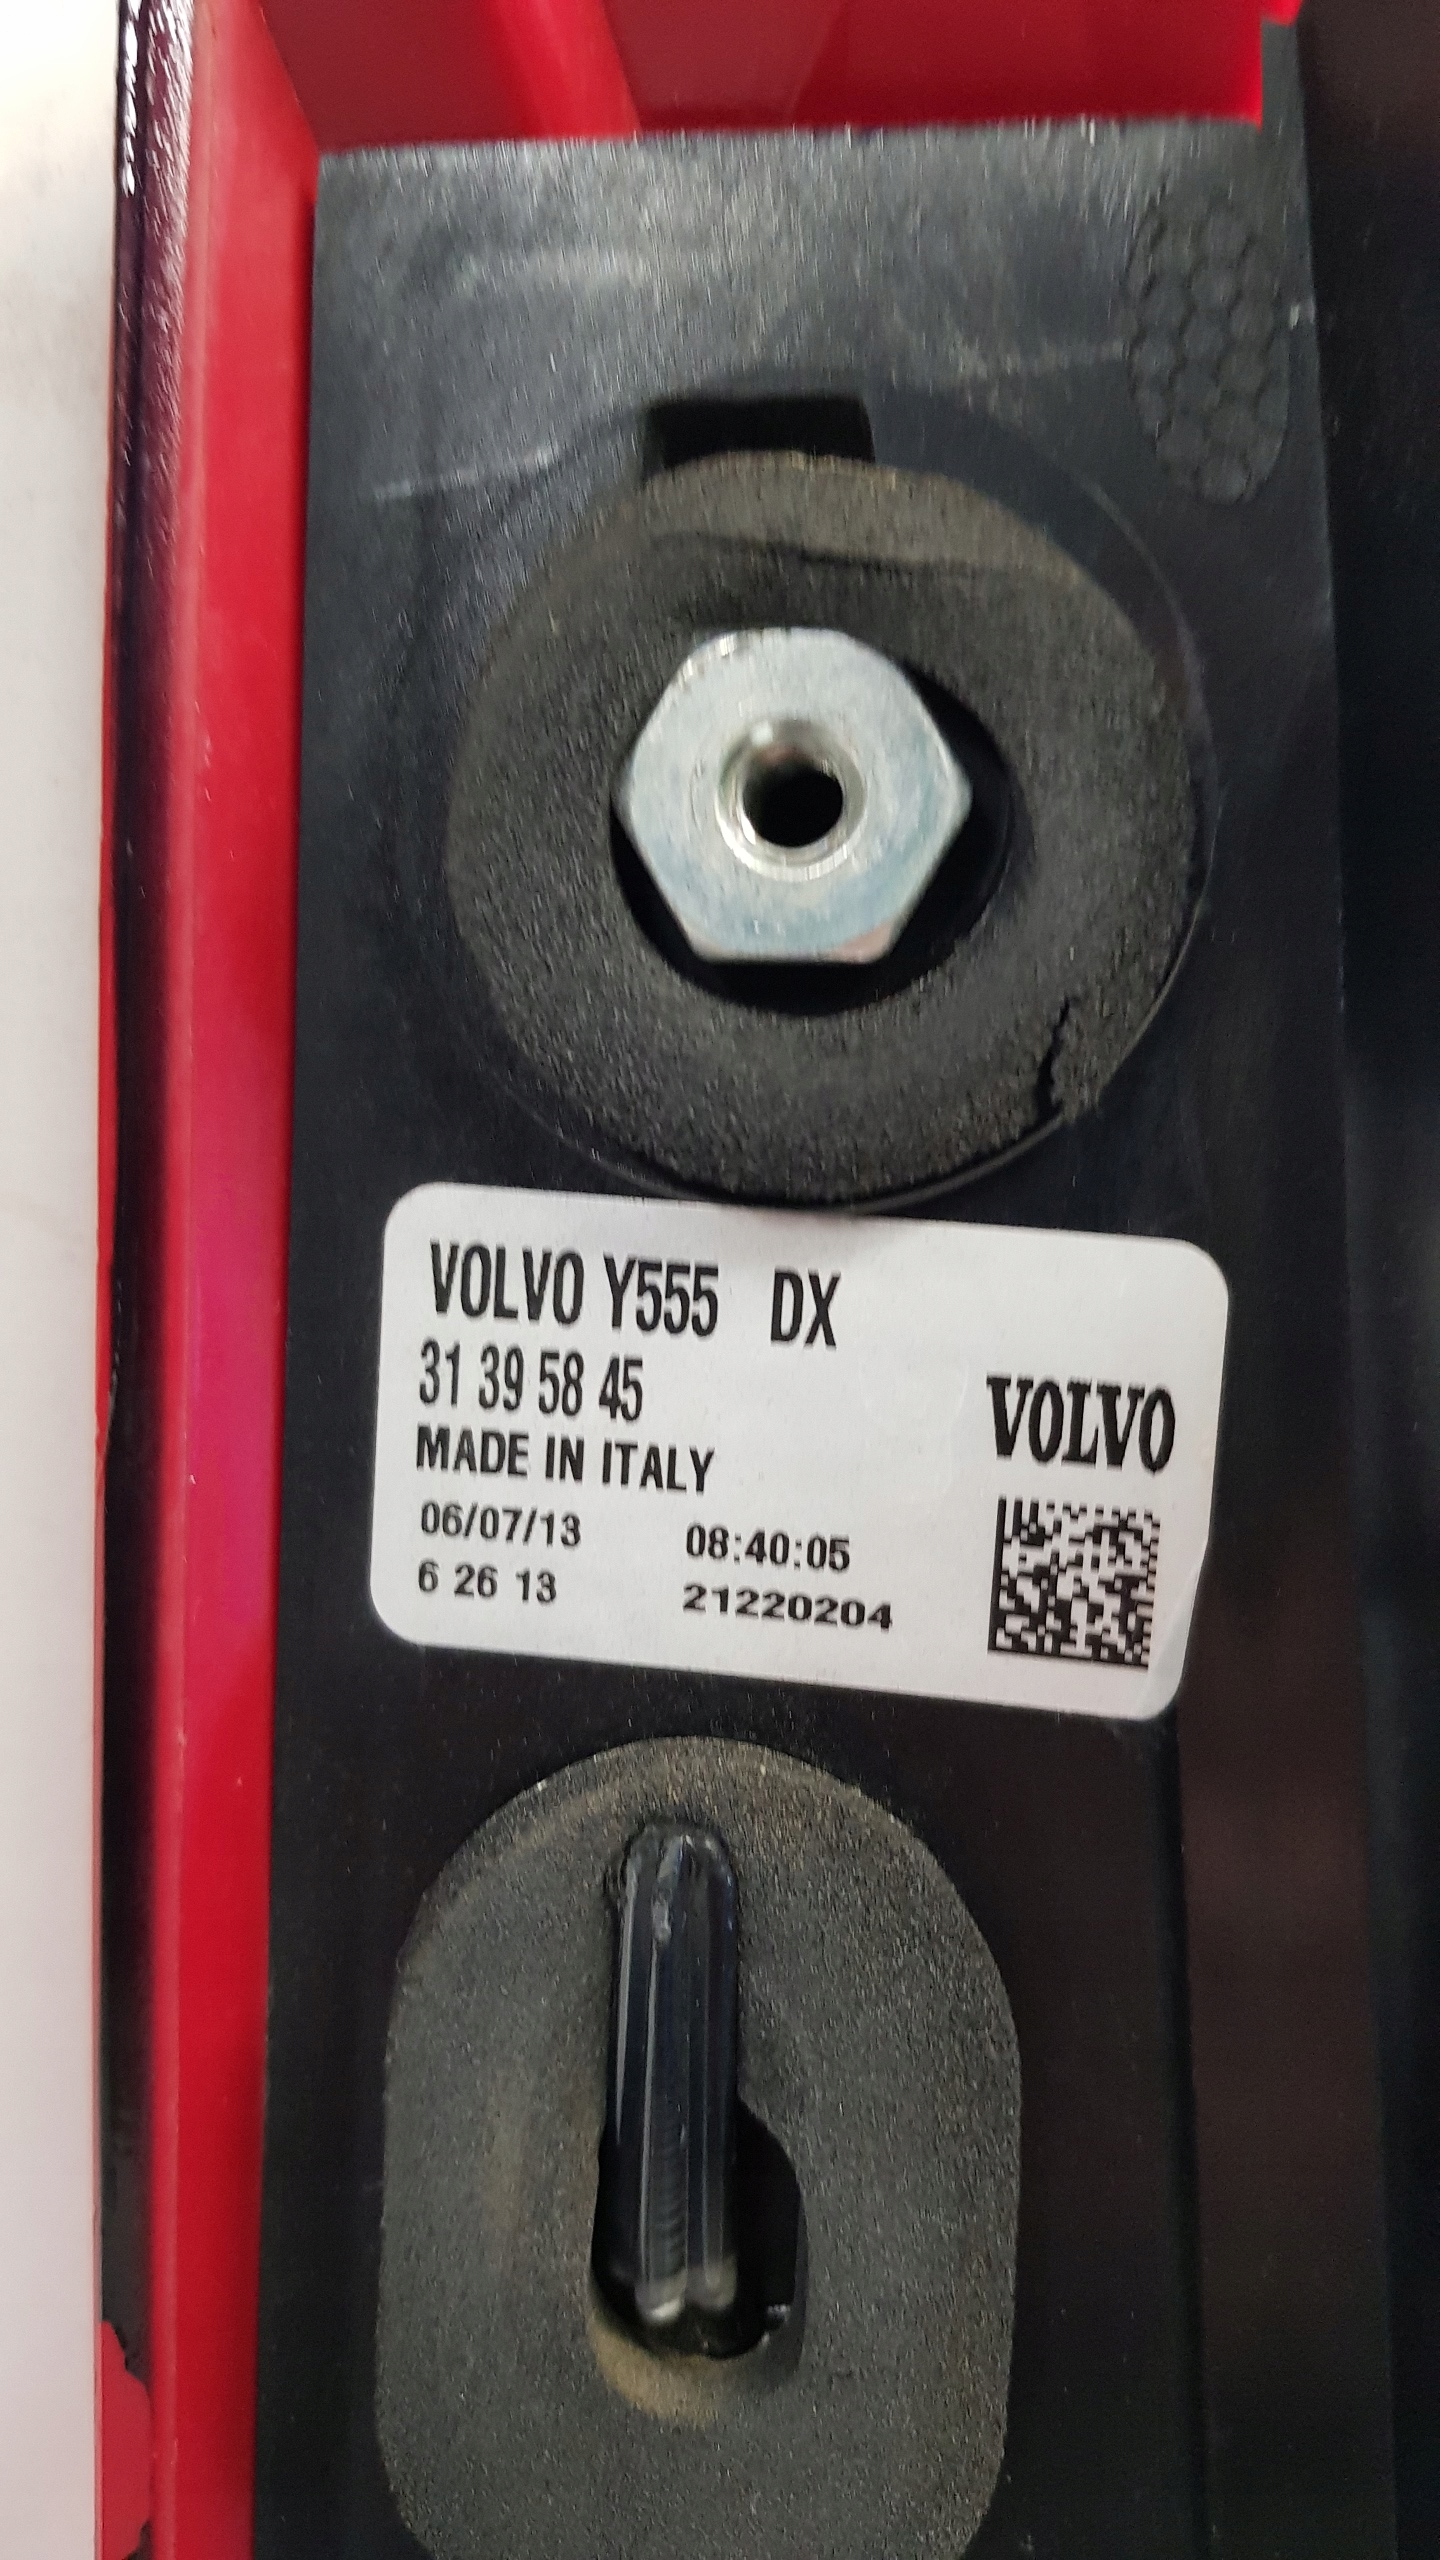 VOLVO Y555 DX
31 39 58 45
MADE IN ITALY
VOLVO
06/07/13 08:40:05
6 26 13 21220204